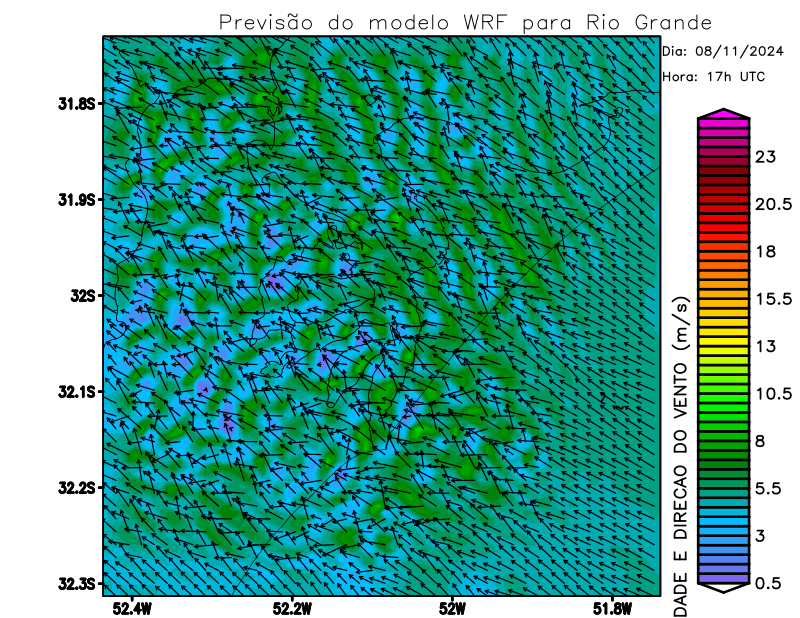 Previsão do modelo WRF para Rio Grande
Dia: 08/11/2024
Hora: 17h UTC
31.8S
31.9S
32S
32.1S
32.2S
32.3S
52.4W
52.2W
52W
51.8W
23
20.5
18
15.5
13
10.5
8
5.5
3
0.5
DADE E DIRECAO DO VENTO (m/s)